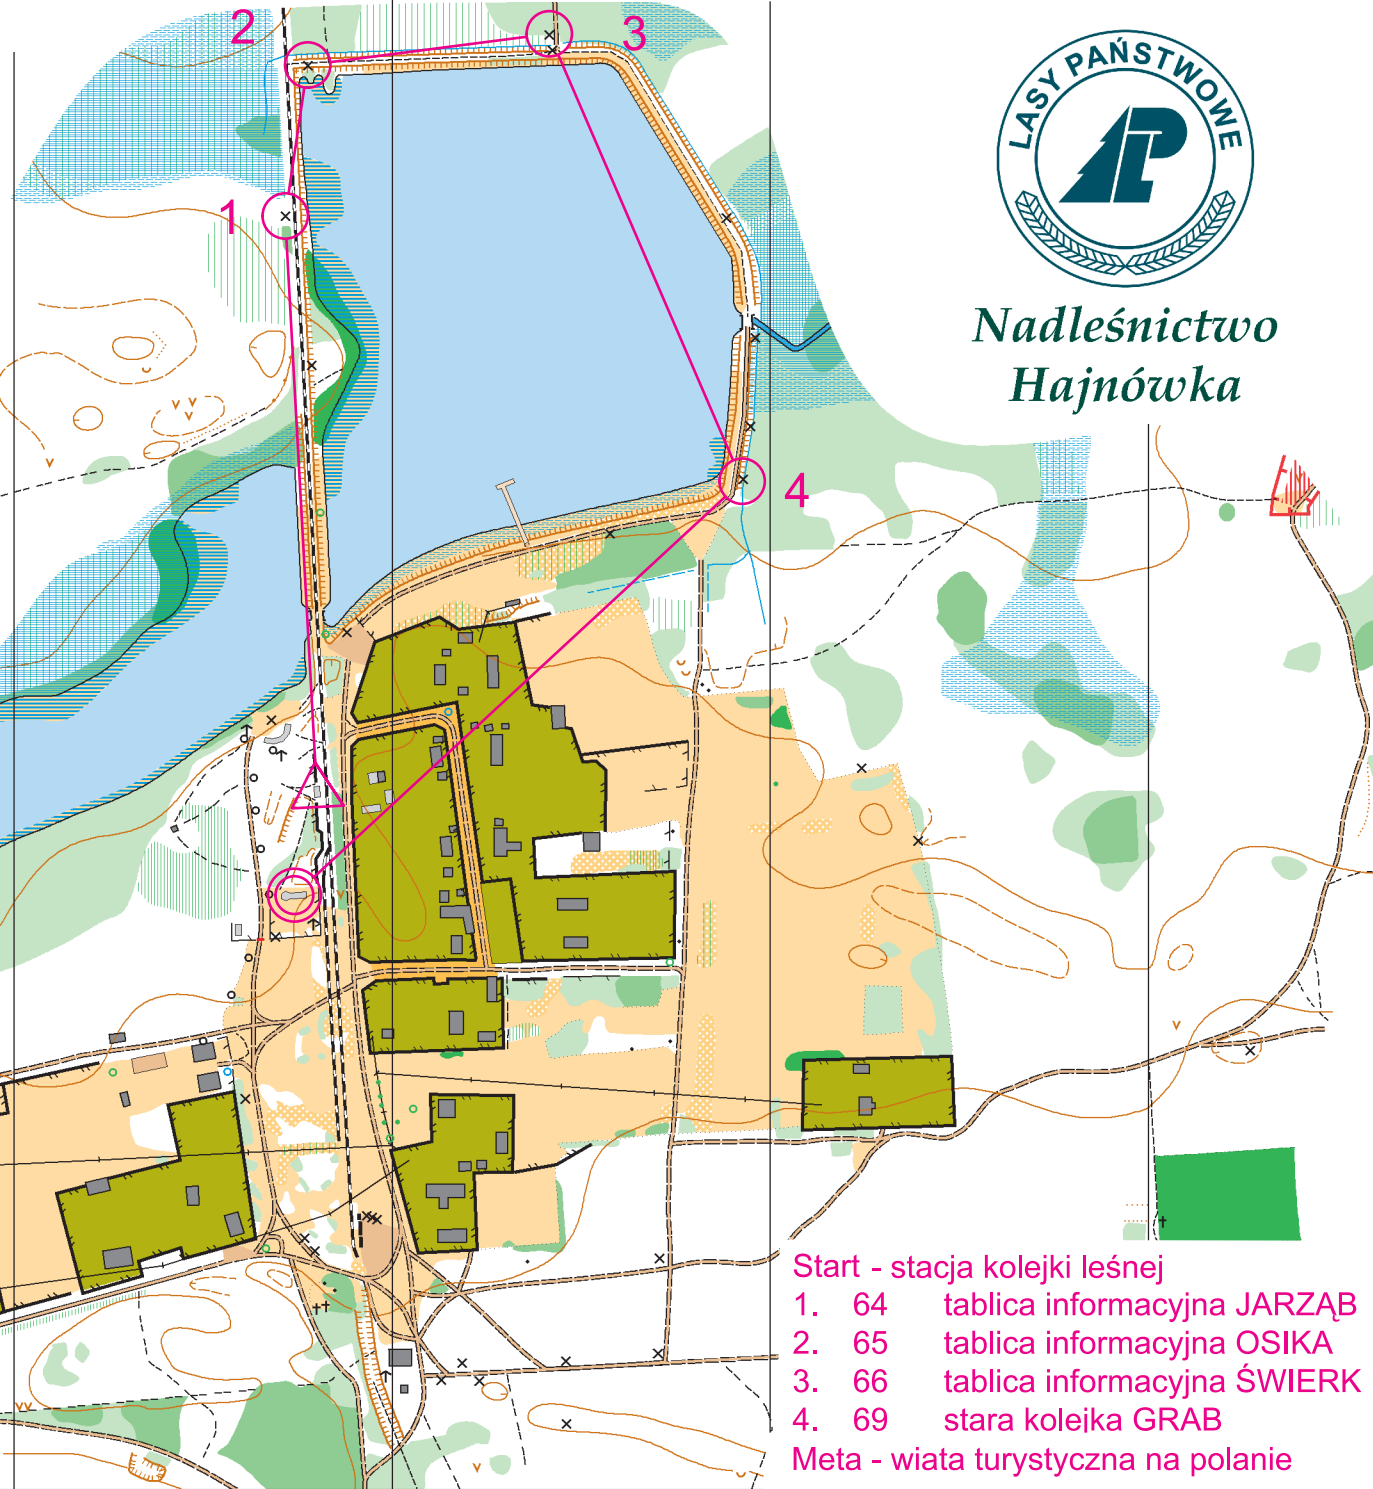 2
3
LASY PAŃSTWOWE
1
Nadleśnictwo
Hajnówka
4
Start - stacja kolejki leśnej
1. 64 tablica informacyjna JARZĄB
2. 65 tablica informacyjna OSIKA
3. 66 tablica informacyjna ŚWIERK
4. 69 stara kolejka GRAB
Meta - wiata turystyczna na polanie